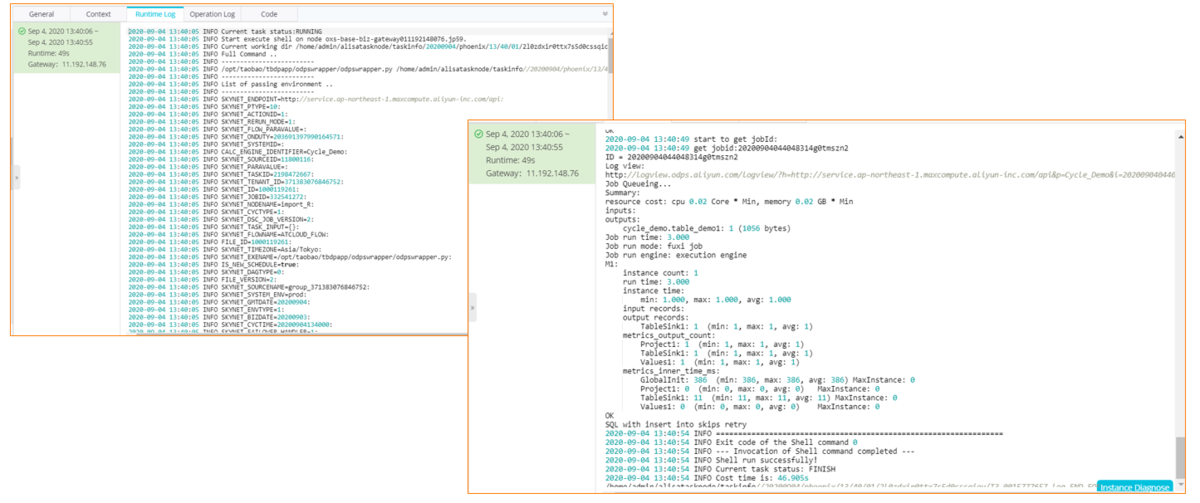 General Context Runtime Log Operation Log Code
Sep 4, 2020 13:40:06 ~
Sep 4, 2020 13:40:55
Runtime: 49s
Gateway: 11.192.148.76
2020-09-04 13:40:05 INFO Current task status:RUNNING
2020-09-04 13:40:05 INFO Start execute shell on node oxs-base-biz-gateway011192148076.jp59.
2020-09-04 13:40:05 INFO Current working dir /home/admin/alisatasknode/taskinfo/20200904/phoenix/13/40/01/2l0zdxir0ttx7s5d0cssqic
2020-09-04 13:40:05 INFO Full Command ..
2020-09-04 13:40:05 INFO -------------------------
2020-09-04 13:40:05 INFO /opt/taobao/tbdpapp/odpswrapper/odpswrapper.py /home/admin/alisatasknode/taskinfo//20200904/phoenix/13/4
2020-09-04 13:40:05 INFO -------------------------
2020-09-04 13:40:05 INFO List of passing environment ..
2020-09-04 13:40:05 INFO -------------------------
2020-09-04 13:40:05 INFO SKYNET_ENDPOINT=http://service.ap-northeast-1.maxcompute.aliyun-inc.com/api:
2020-09-04 13:40:05 INFO SKYNET_PTYPE=10:
2020-09-04 13:40:05 INFO SKYNET_ACTIONID=1:
2020-09-04 13:40:05 INFO SKYNET_RERUN_MODE=1:
2020-09-04 13:40:05 INFO SKYNET_FLOW_PARAVALUE=:
2020-09-04 13:40:05 INFO SKYNET_ONDUTY=203691397990164571:
2020-09-04 13:40:05 INFO SKYNET_SYSTEMID=:
2020-09-04 13:40:05 INFO CALC_ENGINE_IDENTIFIER=Cycle_Demo:
2020-09-04 13:40:05 INFO SKYNET_SOURCEID=11800116:
2020-09-04 13:40:05 INFO SKYNET_PARAVALUE=:
2020-09-04 13:40:05 INFO SKYNET_TASKID=2198472667:
2020-09-04 13:40:05 INFO SKYNET_TENANT_ID=371383076846752:
2020-09-04 13:40:05 INFO SKYNET_ID=1000119261:
2020-09-04 13:40:05 INFO SKYNET_JOBID=332541272:
2020-09-04 13:40:05 INFO SKYNET_NODENAME=import_R:
2020-09-04 13:40:05 INFO SKYNET_CYCTYPE=1:
2020-09-04 13:40:05 INFO SKYNET_DSC_JOB_VERSION=2:
2020-09-04 13:40:05 INFO SKYNET_TASK_INPUT={}:
2020-09-04 13:40:05 INFO SKYNET_FLOWNAME=ATCLOUD_FLOW:
2020-09-04 13:40:05 INFO FILE_ID=1000119261:
2020-09-04 13:40:05 INFO SKYNET_TIMEZONE=Asia/Tokyo:
2020-09-04 13:40:05 INFO SKYNET_EXENAME=/opt/taobao/tbdpapp/odpswrapper/odpswrapper.py:
2020-09-04 13:40:05 INFO IS_NEW_SCHEDULE=true:
2020-09-04 13:40:05 INFO SKYNET_DAGTYPE=0:
2020-09-04 13:40:05 INFO FILE_VERSION=2:
2020-09-04 13:40:05 INFO SKYNET_SOURCENAME=group_371383076846752:
2020-09-04 13:40:05 INFO SKYNET_SYSTEM_ENV=prod:
2020-09-04 13:40:05 INFO SKYNET_GMTDATE=20200904:
2020-09-04 13:40:05 INFO SKYNET_ENVTYPE=1:
2020-09-04 13:40:05 INFO SKYNET_BIZDATE=20200903:
2020-09-04 13:40:05 INFO SKYNET_CYCTIME=20200904134000:
2020-09-04 13:40:05 INFO SKYNET_FAILOVER_HANDLER=1:
Sep 4, 2020 13:40:06 ~
Sep 4, 2020 13:40:55
Runtime: 49s
Gateway: 11.192.148.76
OK
2020-09-04 13:40:49 start to get jobId:
2020-09-04 13:40:49 get jobid:20200904044048314g0tmszn2
ID = 20200904044048314g0tmszn2
Log view:
http://logview.odps.aliyun.com/logview/?h=http://service.ap-northeast-1.maxcompute.aliyun-inc.com/api&p=Cycle_Demo&i=202009040440
Job Queueing...
Summary:
resource cost: cpu 0.02 Core * Min, memory 0.02 GB * Min
inputs:
outputs:
cycle_demo.table_demo1: 1 (1056 bytes)
Job run time: 3.000
Job run mode: fuxi job
Job run engine: execution engine
M1:
instance count: 1
run time: 3.000
instance time:
min: 1.000, max: 1.000, avg: 1.000
input records:
output records:
TableSink1: 1 (min: 1, max: 1, avg: 1)
metrics_output_count:
Project1: 1 (min: 1, max: 1, avg: 1)
TableSink1: 1 (min: 1, max: 1, avg: 1)
Values1: 1 (min: 1, max: 1, avg: 1)
metrics_inner_time_ms:
GlobalInit: 386 (min: 386, max: 386, avg: 386) MaxInstance: 0
Project1: 0 (min: 0, max: 0, avg: 0) MaxInstance: 0
TableSink1: 11 (min: 11, max: 11, avg: 11) MaxInstance: 0
Values1: 0 (min: 0, max: 0, avg: 0) MaxInstance: 0
OK
SQL with insert into skips retry
2020-09-04 13:40:54 INFO =================================================================
2020-09-04 13:40:54 INFO Exit code of the Shell command 0
2020-09-04 13:40:54 INFO --- Invocation of Shell command completed ---
2020-09-04 13:40:54 INFO Shell run successfully!
2020-09-04 13:40:54 INFO Current task status: FINISH
2020-09-04 13:40:54 INFO Cost time is: 46.905s
Instance Diagnose